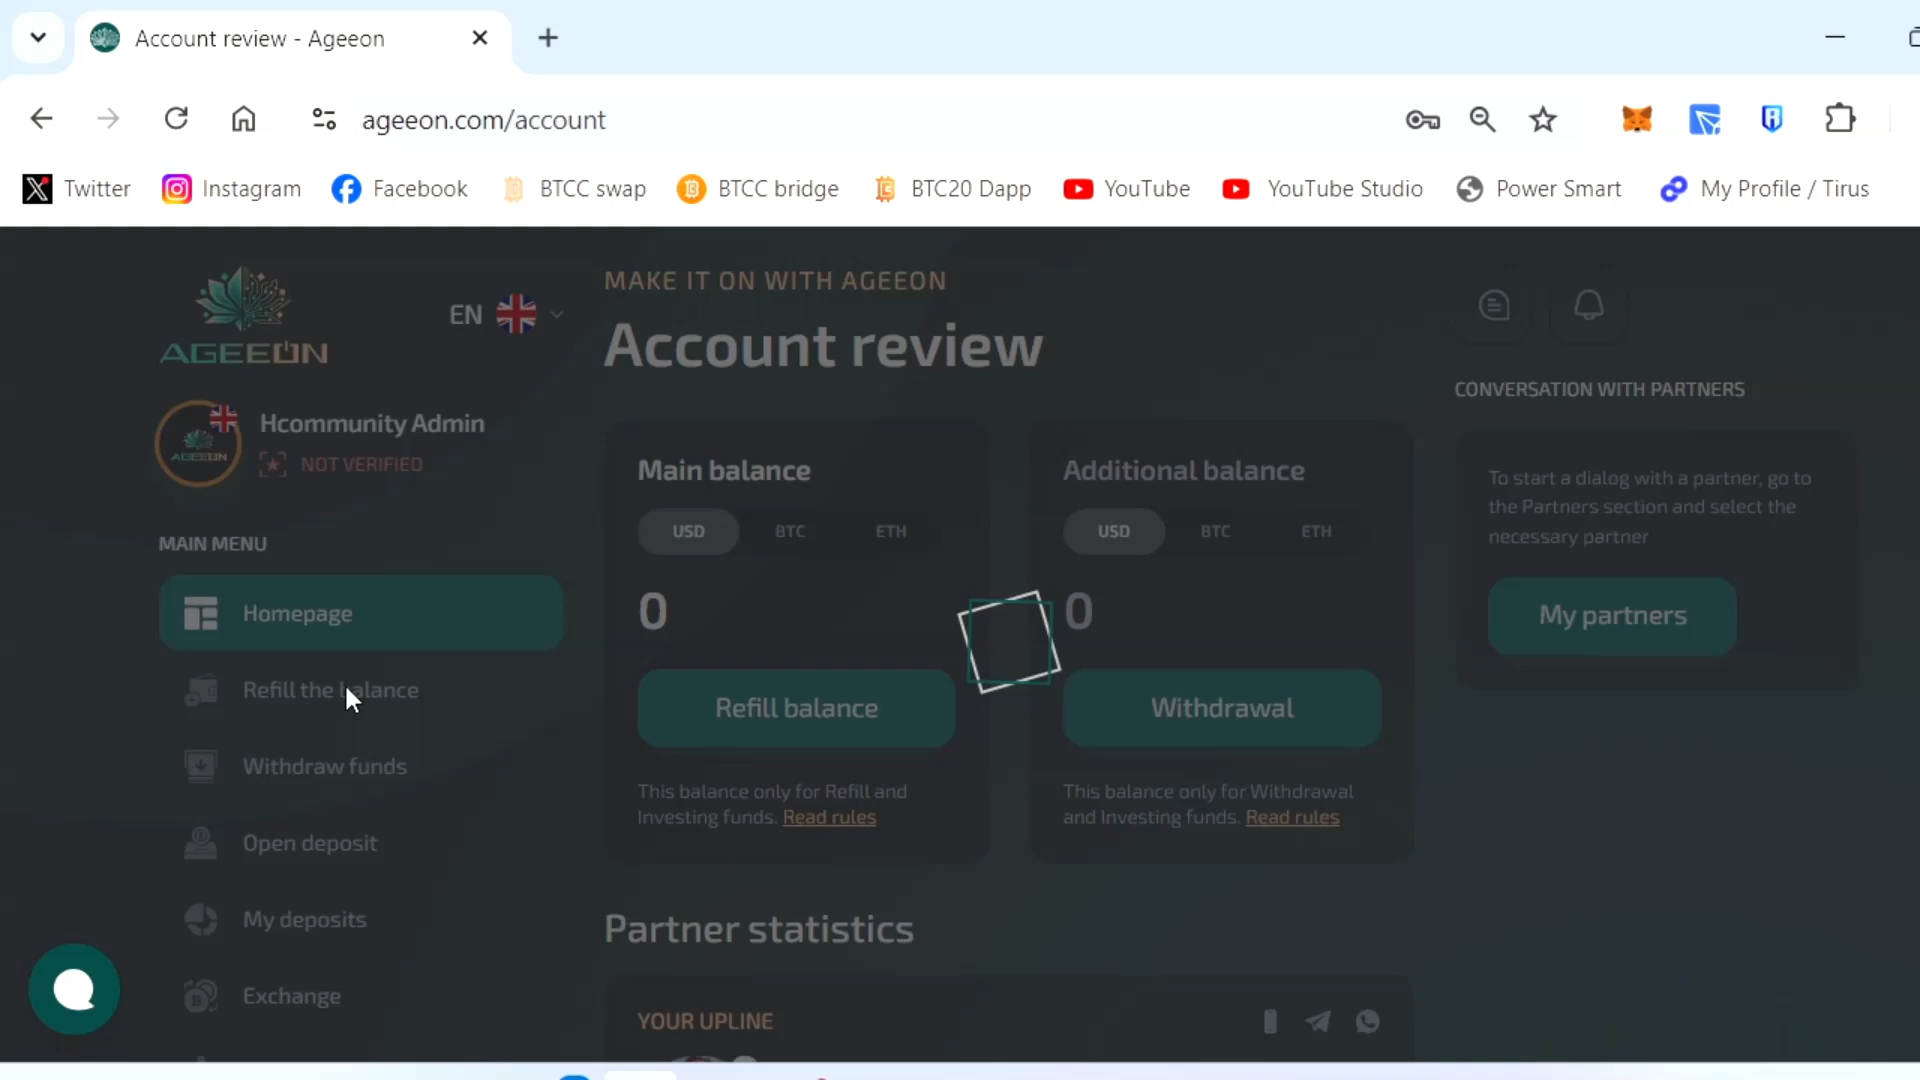 Account review - Ageeon
ageeon.com/account
Twitter
Instagram
Facebook
BTCC swap
BTCC bridge
BTC20 Dapp
YouTube
YouTube Studio
Power Smart
My Profile / Tirus
AGEEON
EN
MAKE IT ON WITH AGEEON
Account review
AGEEON
Hcommunity Admin
NOT VERIFIED
MAIN MENU
Homepage
Refill the balance
Withdraw funds
Open deposit
My deposits
Exchange
Main balance
USD BTC ETH
0
Refill balance
This balance only for Refill and
Investing funds. Read rules
Additional balance
USD BTC ETH
0
Withdrawal
This balance only for Withdrawal
and Investing funds. Read rules
Partner statistics
YOUR UPLINE
CONVERSATION WITH PARTNERS
To start a dialog with a partner, go to
the Partners section and select the
necessary partner
My partners